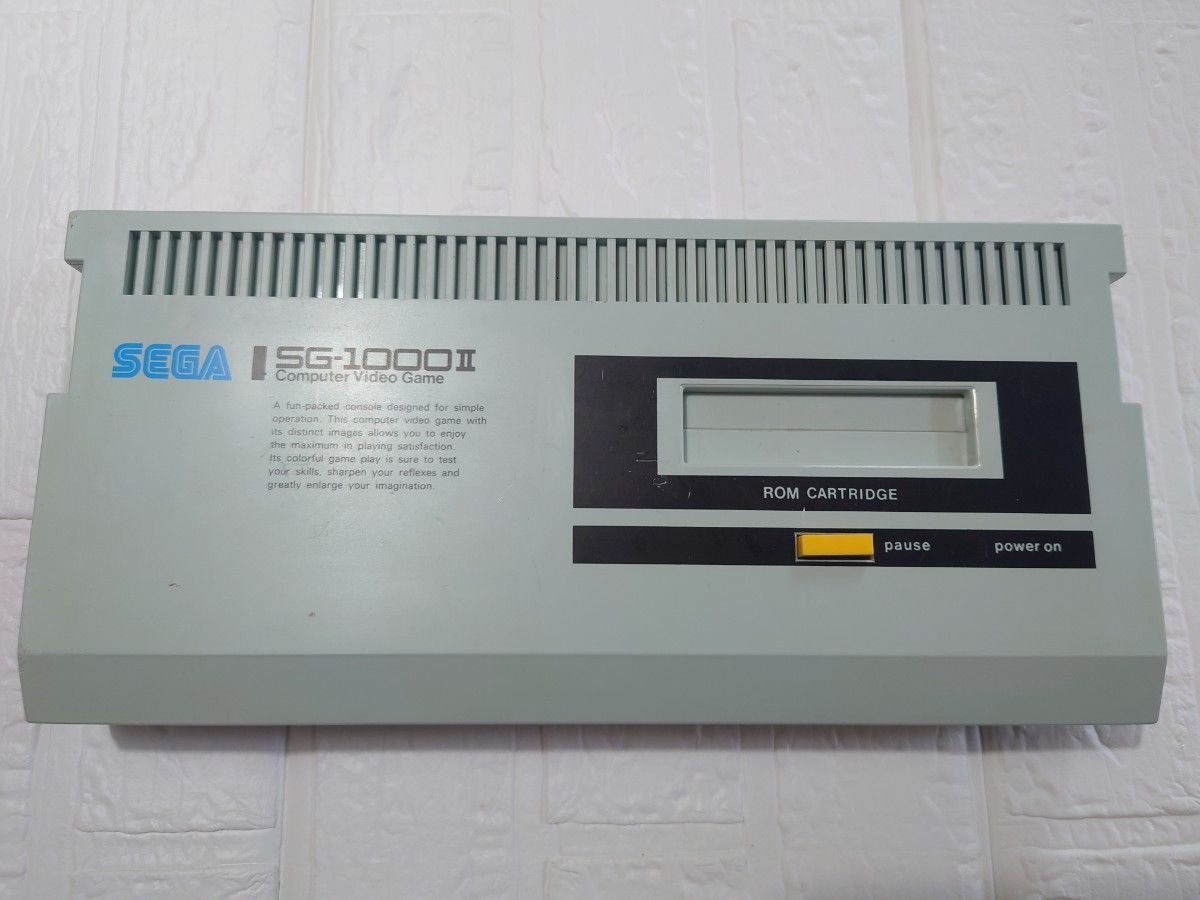 SEGA
SG-1000II
Computer Video Game
A fun-packed console designed for simple
operation. This computer video game with
its distinct images allows you to enjoy
the maximum in playing satisfaction.
Its colorful game play is sure to test
your skills, sharpen your reflexes and
greatly enlarge your imagination.
ROM CARTRIDGE
pause
power on